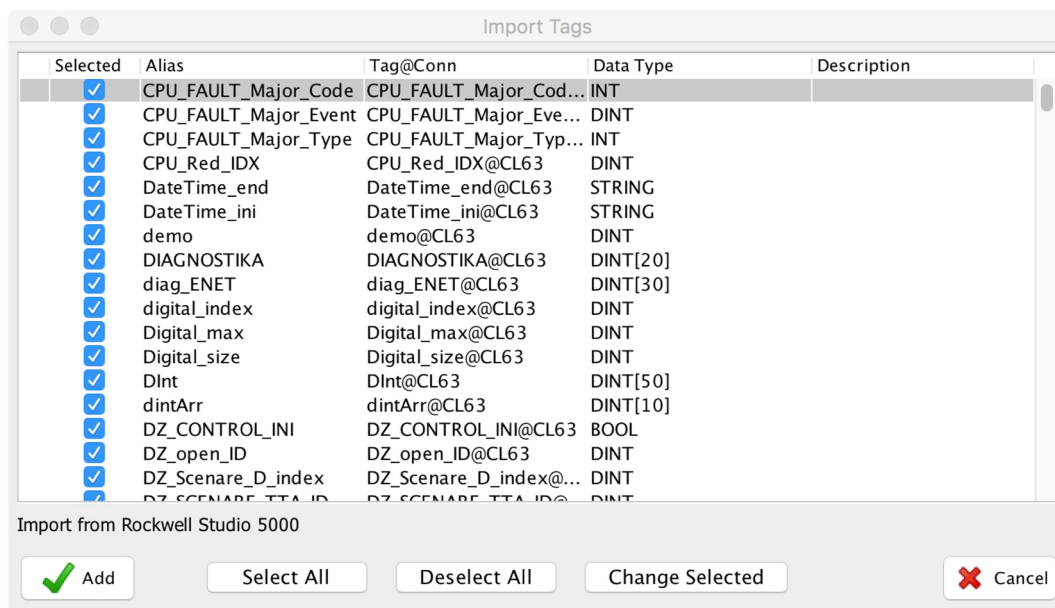 Import Tags
Selected Alias Tag@Conn Data Type Description
CPU_FAULT_Major_Code CPU_FAULT_Major_Cod... INT
CPU_FAULT_Major_Event CPU_FAULT_Major_Eve... DINT
CPU_FAULT_Major_Type CPU_FAULT_Major_Typ... INT
CPU_Red_IDX CPU_Red_IDX@CL63 DINT
DateTime_end DateTime_end@CL63 STRING
DateTime_ini DateTime_ini@CL63 STRING
demo demo@CL63 DINT
DIAGNOSTIKA DIAGNOSTIKA@CL63 DINT[20]
diag_ENET diag_ENET@CL63 DINT[30]
digital_index digital_index@CL63 DINT
Digital_max Digital_max@CL63 DINT
Digital_size Digital_size@CL63 DINT
DInt DInt@CL63 DINT[50]
dintArr dintArr@CL63 DINT[10]
DZ_CONTROL_INI DZ_CONTROL_INI@CL63 BOOL
DZ_open_ID DZ_open_ID@CL63 DINT
DZ_Scenare_D_index DZ_Scenare_D_index@... DINT
DZ_SCENARE_TTA_ID DZ_SCENARE_TTA_ID@... DINT
Import from Rockwell Studio 5000
Add Select All Deselect All Change Selected Cancel